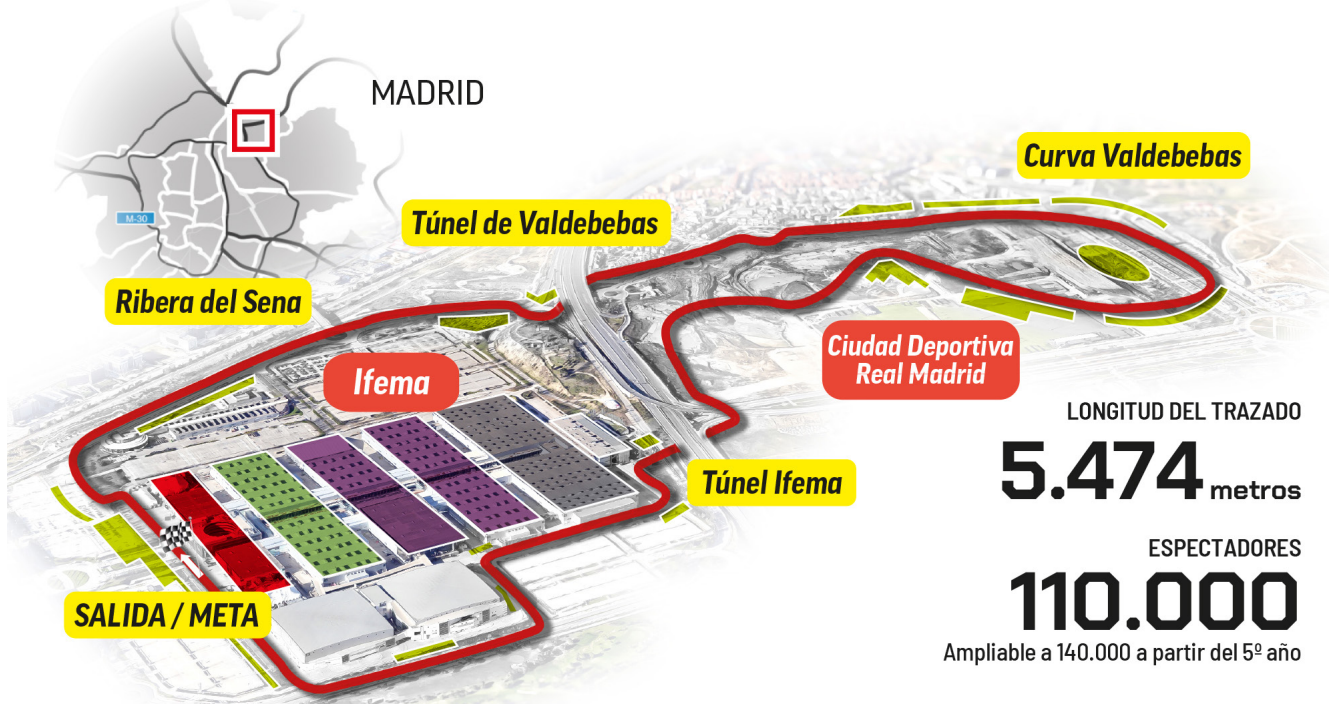 MADRID
M-30
Curva Valdebebas
Túnel de Valdebebas
Ribera del Sena
Ifema
Ciudad Deportiva
Real Madrid
Túnel Ifema
SALIDA / META
LONGITUD DEL TRAZADO
5.474 metros
ESPECTADORES
110.000
Ampliable a 140.000 a partir del 5º año